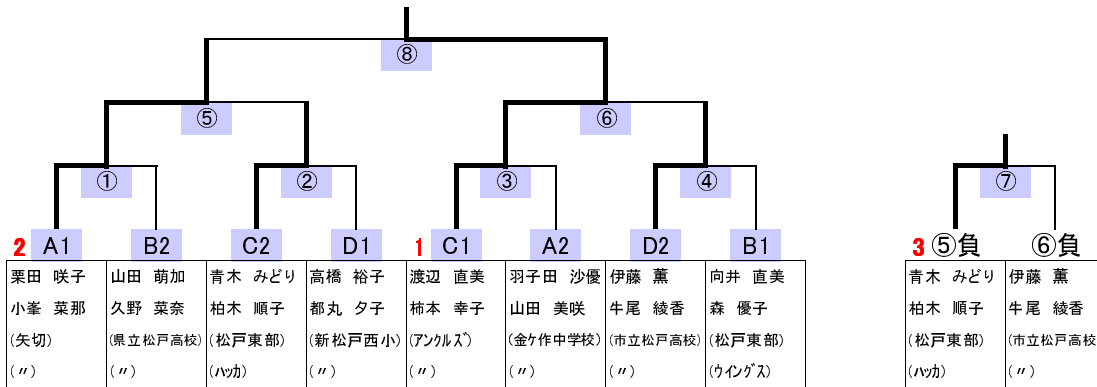 ⑧
⑤ ⑥
① ② ③ ④ ⑦
2 A1 B2 C2 D1 1 C1 A2 D2 B1 3 ⑤負 ⑥負
栗田 咲子 山田 萌加 青木 みどり 高橋 裕子 渡辺 直美 羽子田 沙優 伊藤 薫 向井 直美 青木 みどり 伊藤 薫
小峯 菜那 久野 菜奈 柏木 順子 都丸 夕子 柿本 幸子 山田 美咲 牛尾 綾香 森 優子 柏木 順子 牛尾 綾香
(矢切) (県立松戸高校) (松戸東部) (新松戸西小) (アンクルズ) (金ケ作中学校) (市立松戸高校) (松戸東部) (松戸東部) (市立松戸高校)
(〃) (〃) (ハッカ) (〃) (〃) (〃) (〃) (ウイングス) (ハッカ) (〃)